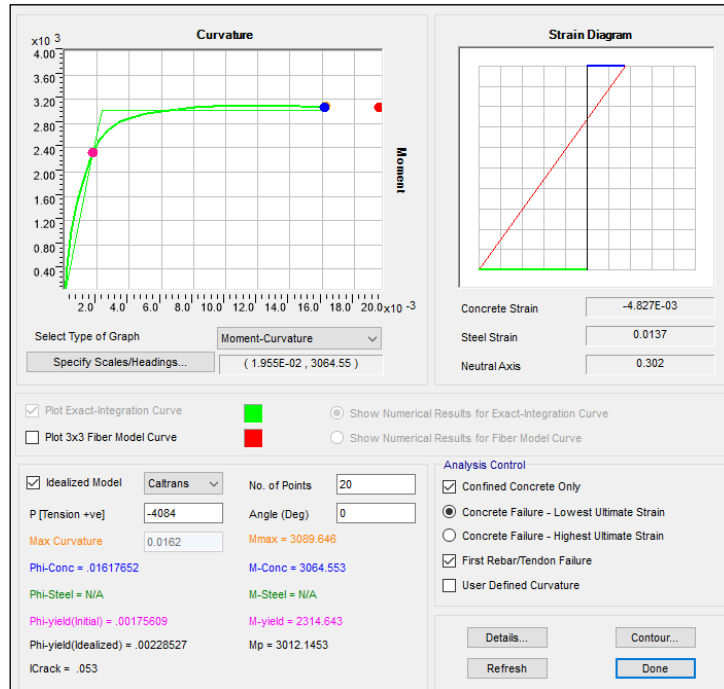 Curvature
x10 3
4.00
3.60
3.20
2.80
2.40
2.00
1.60
1.20
0.80
0.40
Moment
2.0 4.0 6.0 8.0 10.0 12.0 14.0 16.0 18.0 20.0 x10 -3
Select Type of Graph Moment-Curvature
Specify Scales/Headings... ( 1.955E-02 , 3064.55 )
Strain Diagram
Concrete Strain -4.827E-03
Steel Strain 0.0137
Neutral Axis 0.302
Plot Exact-Integration Curve Show Numerical Results for Exact-Integration Curve
Plot 3x3 Fiber Model Curve Show Numerical Results for Fiber Model Curve
Idealized Model Caltrans No. of Points 20
P [Tension +ve] -4084 Angle (Deg) 0
Max Curvature 0.0162 Mmax = 3089.646
Phi-Conc = .01617652 M-Conc = 3064.553
Phi-Steel = N/A M-Steel = N/A
Phi-yield(Initial) = .00175609 M-yield = 2314.643
Phi-yield(Idealized) = .00228527 Mp = 3012.1453
ICrack = .053
Analysis Control
Confined Concrete Only
Concrete Failure - Lowest Ultimate Strain
Concrete Failure - Highest Ultimate Strain
First Rebar/Tendon Failure
User Defined Curvature
Details... Contour...
Refresh Done